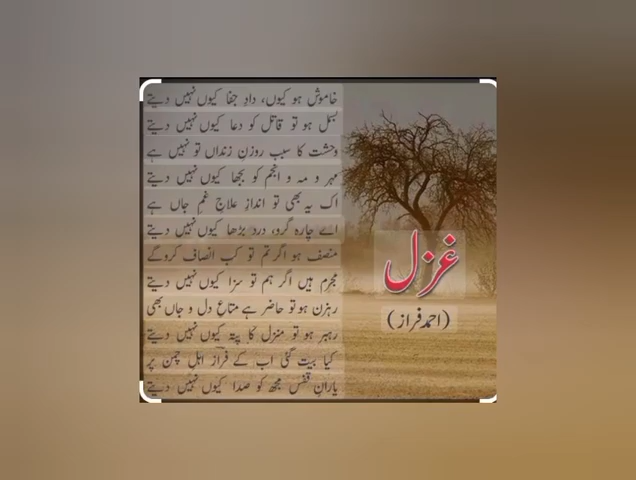 خاموش ہو کیوں، دادِ جفا کیوں نہیں دیتے
بسمل ہو تو قاتل کو دعا کیوں نہیں دیتے
وحشت کا سبب روزنِ زنداں تو نہیں ہے
مہر و مہ و انجم کو بجھا کیوں نہیں دیتے
اک یہ بھی تو اندازِ علاجِ غمِ جاں ہے
اے چارہ گرو، درد بڑھا کیوں نہیں دیتے
منصف ہو اگر تم تو کب انصاف کروگے
مجرم ہیں اگر ہم تو سزا کیوں نہیں دیتے
رہزن ہو تو حاضر ہے متاعِ دل و جاں بھی
رہبر ہو تو منزل کا پتہ کیوں نہیں دیتے
کیا بیت گئی اب کے فراز اہلِ چمن پر
یارانِ قفس مجھ کو صدا کیوں نہیں دیتے
غزل
(احمد فراز)